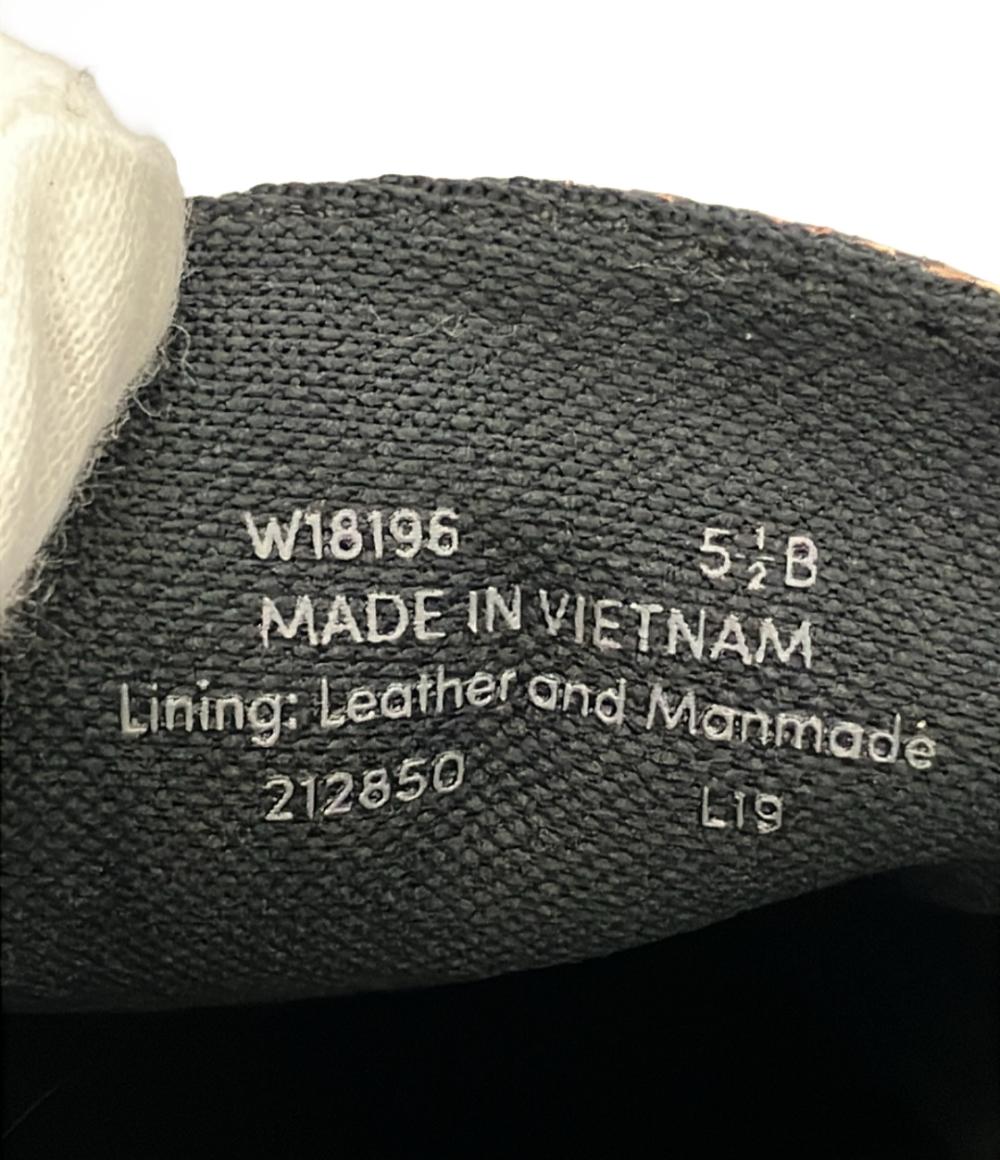 W18196 5½B
MADE IN VIETNAM
Lining: Leather and Manmade
212850 L19